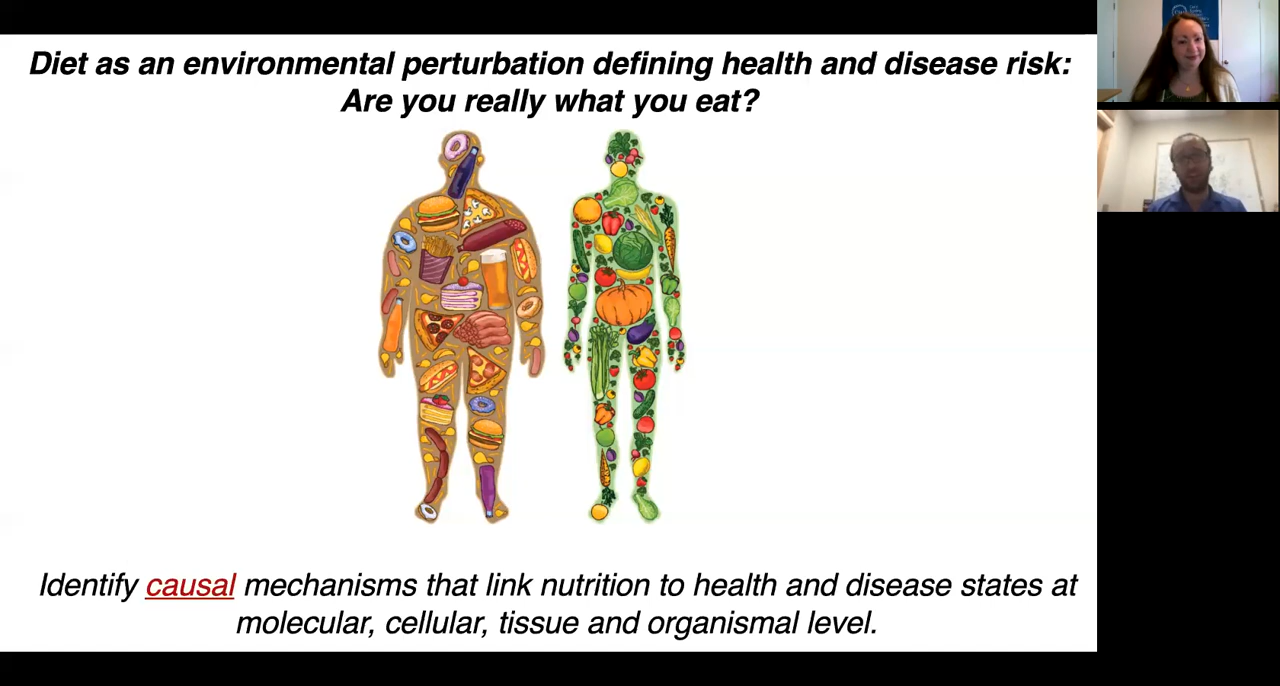 Diet as an environmental perturbation defining health and disease risk:
Are you really what you eat?
Identify causal mechanisms that link nutrition to health and disease states at
molecular, cellular, tissue and organismal level.